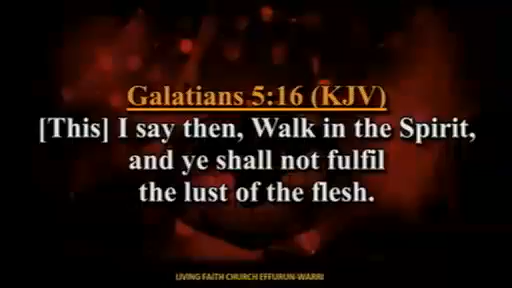 Galatians 5:16 (KJV)
[This] I say then, Walk in the Spirit,
and ye shall not fulfil
the lust of the flesh.
LIVING FAITH CHURCH EFFURUN-WARRI